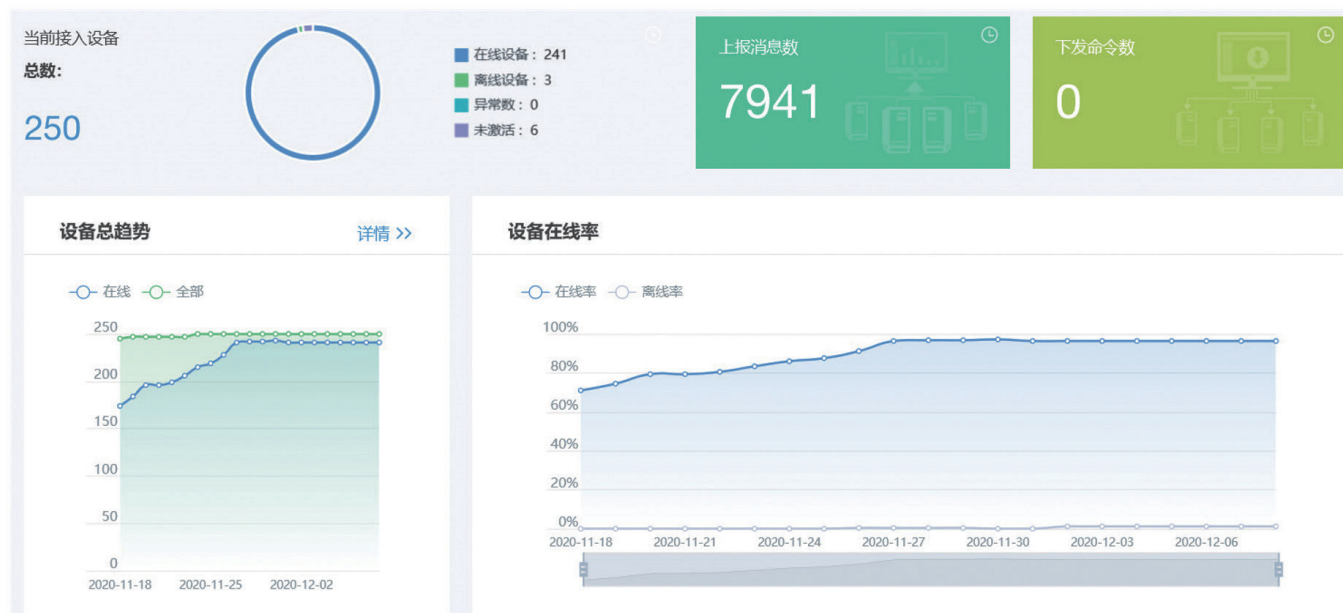 当前接入设备
总数:
250
在线设备： 241
离线设备： 3
异常数： 0
未激活： 6
上报消息数
7941
下发命令数
0
设备总趋势
详情 >>
在线 全部
250
200
150
100
50
0
2020-11-18 2020-11-25 2020-12-02
设备在线率
在线率 离线率
100%
80%
60%
40%
20%
0%
2020-11-18 2020-11-21 2020-11-24 2020-11-27 2020-11-30 2020-12-03 2020-12-06